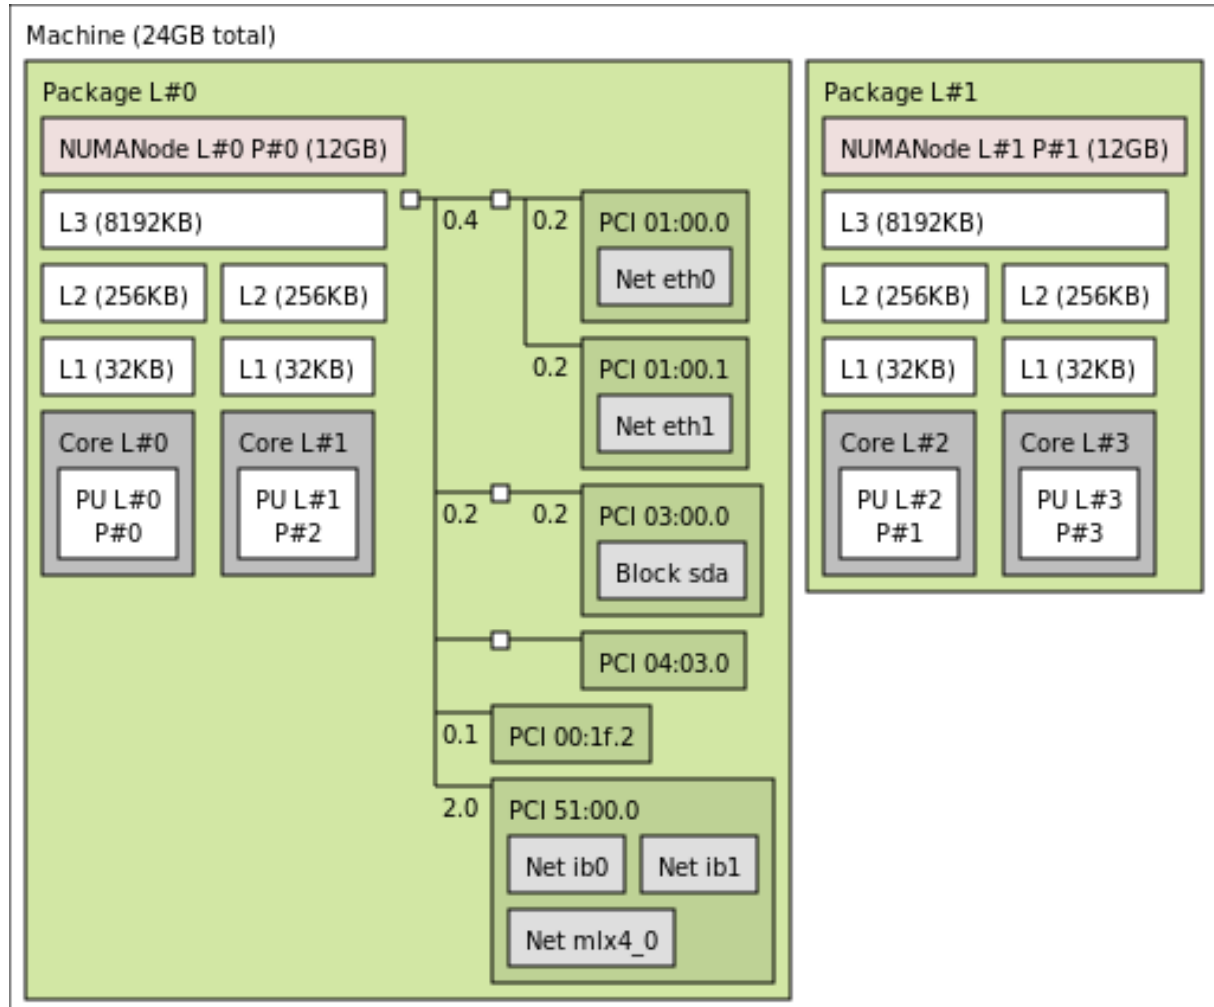 Machine (24GB total)
Package L#0
NUMANode L#0 P#0 (12GB)
L3 (8192KB)
L2 (256KB) L2 (256KB)
L1 (32KB) L1 (32KB)
Core L#0 Core L#1
PU L#0 PU L#1
P#0 P#2
0.4 0.2 PCI 01:00.0
Net eth0
0.2 PCI 01:00.1
Net eth1
0.2 0.2 PCI 03:00.0
Block sda
PCI 04:03.0
0.1 PCI 00:1f.2
2.0 PCI 51:00.0
Net ib0 Net ib1
Net mlx4_0
Package L#1
NUMANode L#1 P#1 (12GB)
L3 (8192KB)
L2 (256KB) L2 (256KB)
L1 (32KB) L1 (32KB)
Core L#2 Core L#3
PU L#2 PU L#3
P#1 P#3